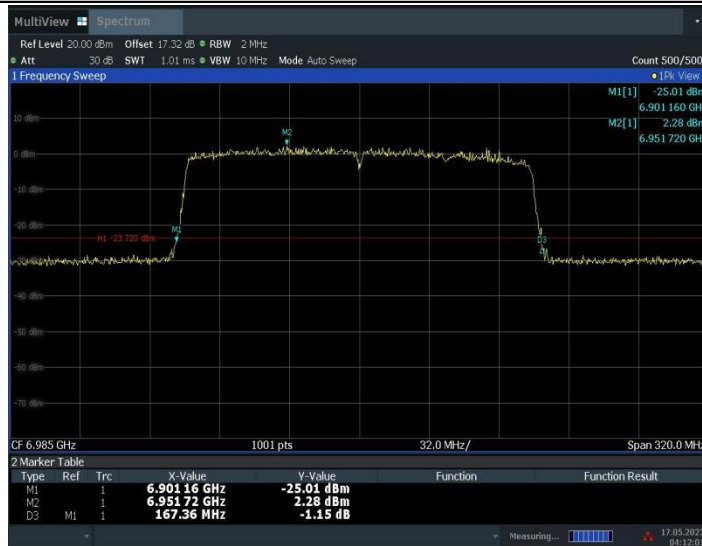 MultiView Spectrum
Ref Level 20.00 dBm Offset 17.32 dB RBW 2 MHz
Att 30 dB SWT 1.01 ms VBW 10 MHz Mode Auto Sweep Count 500/500
1 Frequency Sweep 1Pk View
M1[1] -25.01 dBm
6.901 160 GHz
10 dBm
M2[1] 2.28 dBm
6.951 720 GH
M2
0 dBm
-10 dBm
-20 dBm
M1
H1 -23.720 dBm
D3
-30 dBm
-40 dBm
-50 dBm
-60 dBm
-70 dBm
CF 6.985 GHz 1001 pts 32.0 MHz/ Span 320.0 MHz
2 Marker Table
Type Ref Trc X-Value Y-Value Function Function Result
M1 1 6.901 16 GHz -25.01 dBm
M2 1 6.951 72 GHz 2.28 dBm
D3 M1 1 167.36 MHz -1.15 dB
Measuring... 17.05.202
04:12:0